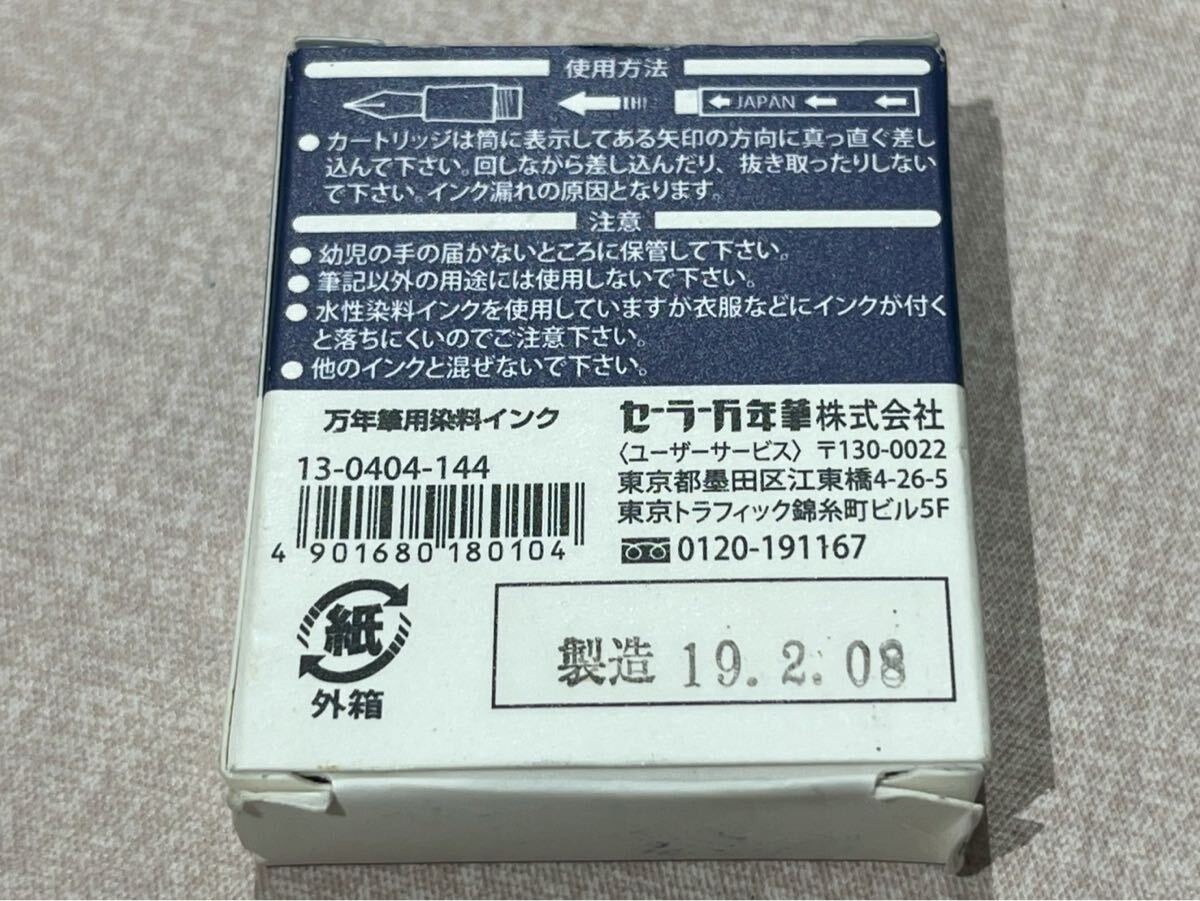 使用方法
JAPAN
●カートリッジは筒に表示してある矢印の方向に真っ直ぐ差し
込んで下さい。回しながら差し込んだり、抜き取ったりしない
で下さい。インク漏れの原因となります。
注意
●幼児の手の届かないところに保管して下さい。
●筆記以外の用途には使用しないで下さい。
●水性染料インクを使用していますが衣服などにインクが付く
と落ちにくいのでご注意下さい。
●他のインクと混ぜないで下さい。
万年筆用染料インク
13-0404-144
4 901680 180104
紙
外箱
セーラー万年筆株式会社
〈ユーザーサービス〉 〒130-0022
東京都墨田区江東橋4-26-5
東京トラフィック錦糸町ビル5F
0120-191167
製造 19.2.08